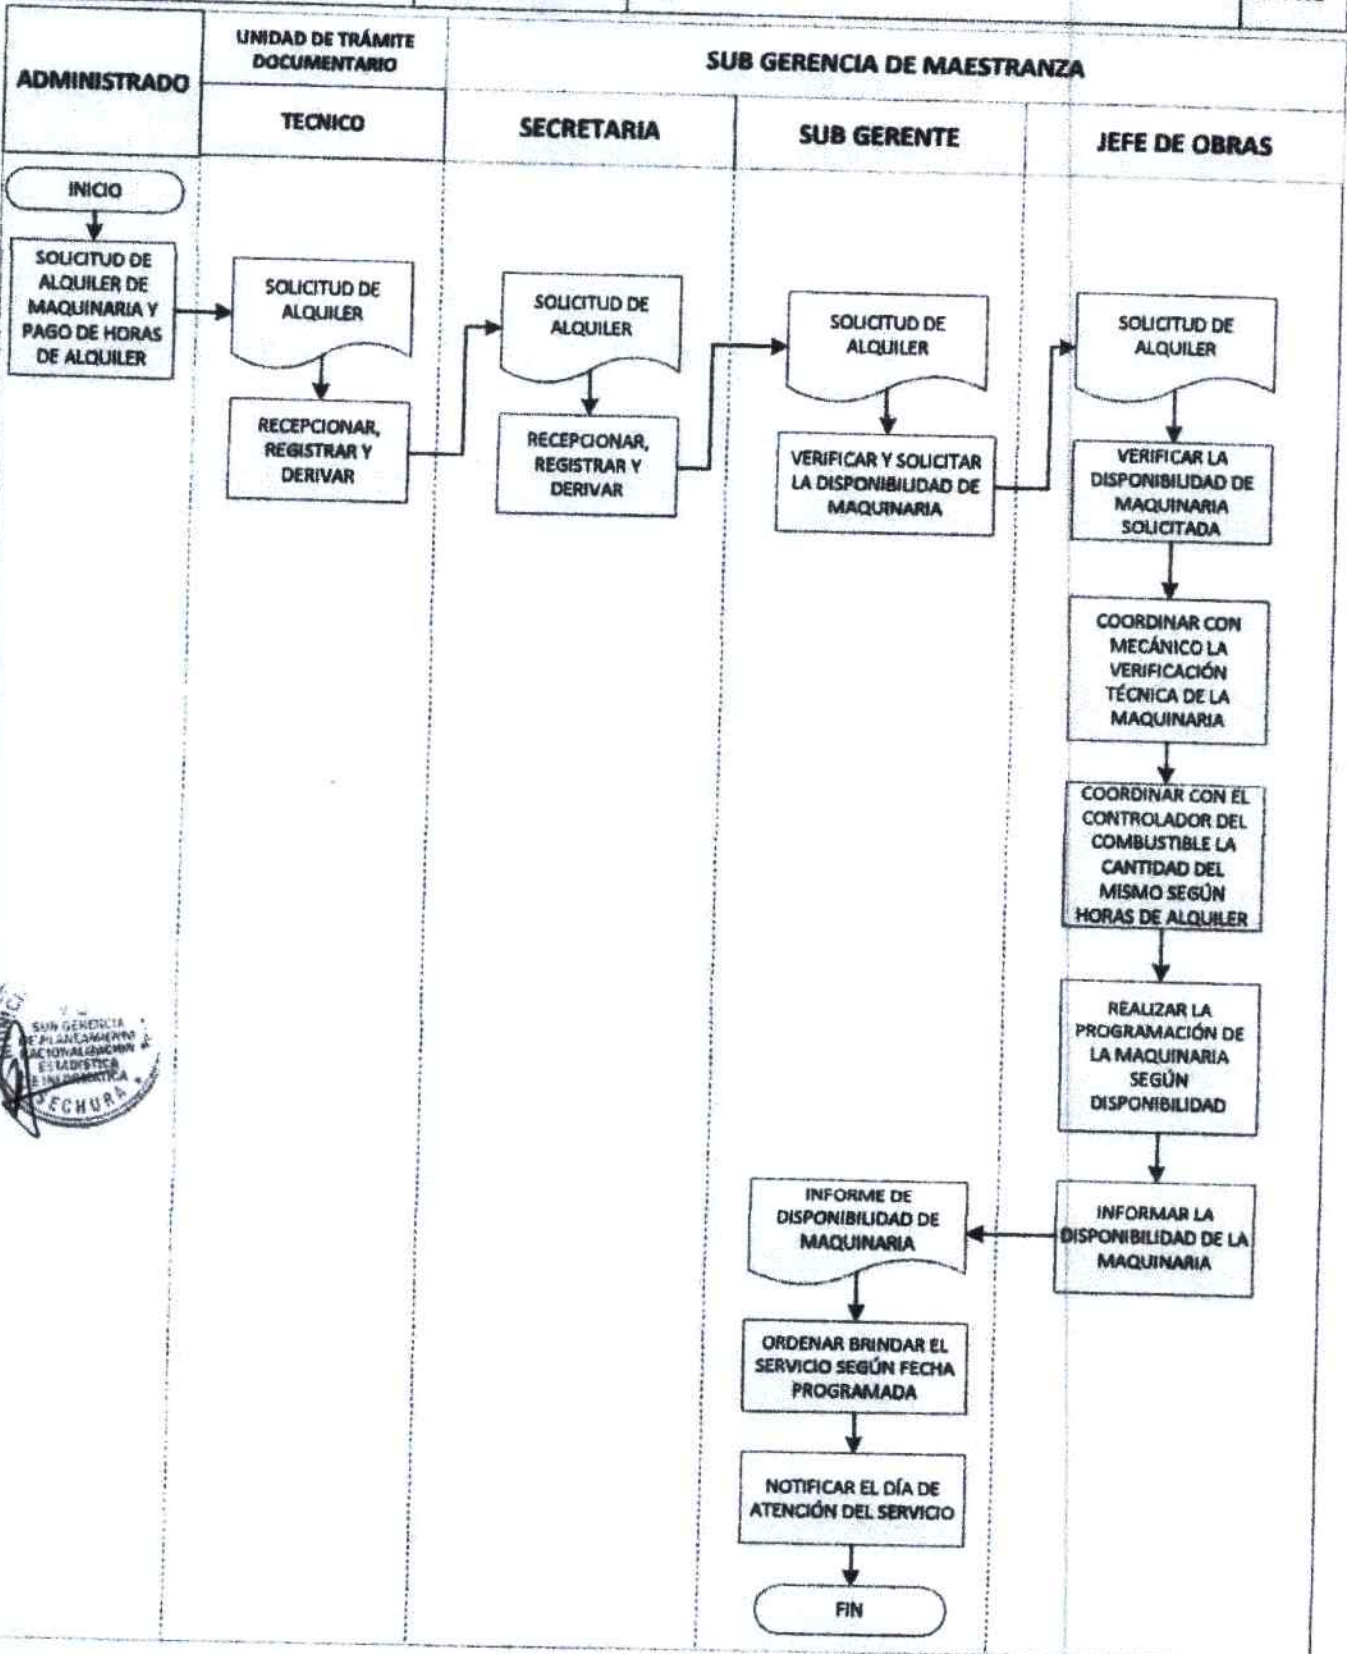 ADMINISTRADO
UNIDAD DE TRÁMITE
DOCUMENTARIO
SUB GERENCIA DE MAESTRANZA
TECNICO
SECRETARIA
SUB GERENTE
JEFE DE OBRAS
INICIO
SOLICITUD DE
ALQUILER DE
MAQUINARIA Y
PAGO DE HORAS
DE ALQUILER
SOLICITUD DE
ALQUILER
RECEPCIONAR,
REGISTRAR Y
DERIVAR
SOLICITUD DE
ALQUILER
RECEPCIONAR,
REGISTRAR Y
DERIVAR
SOLICITUD DE
ALQUILER
VERIFICAR Y SOLICITAR
LA DISPONIBILIDAD DE
MAQUINARIA
SOLICITUD DE
ALQUILER
VERIFICAR LA
DISPONIBILIDAD DE
MAQUINARIA
SOLICITADA
COORDINAR CON
MECÁNICO LA
VERIFICACIÓN
TÉCNICA DE LA
MAQUINARIA
COORDINAR CON EL
CONTROLADOR DEL
COMBUSTIBLE LA
CANTIDAD DEL
MISMO SEGÚN
HORAS DE ALQUILER
REALIZAR LA
PROGRAMACIÓN DE
LA MAQUINARIA
SEGÚN
DISPONIBILIDAD
INFORMAR LA
DISPONIBILIDAD DE LA
MAQUINARIA
INFORME DE
DISPONIBILIDAD DE
MAQUINARIA
ORDENAR BRINDAR EL
SERVICIO SEGÚN FECHA
PROGRAMADA
NOTIFICAR EL DÍA DE
ATENCIÓN DEL SERVICIO
FIN
SUB GERENCIA
DE PLANEAMIENTO
ESTADISTICA
E INFORMATICA
SECHURA